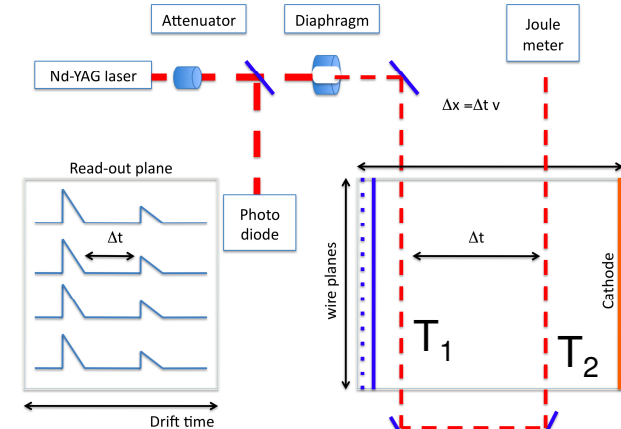 Attenuator
Diaphragm
Joule
meter
Nd-YAG laser
Δx =Δt v
Read-out plane
Photo
diode
Δt
Δt
wire planes
Cathode
T1
T2
Drift time